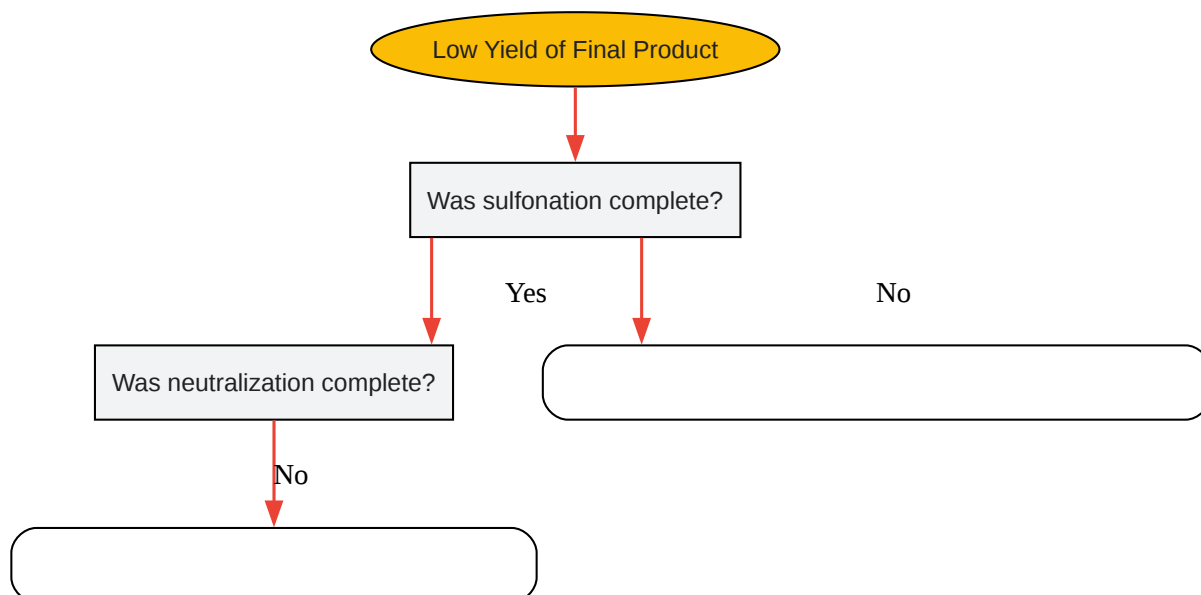 Low Yield of Final Product
Was sulfonation complete?
Yes
No
Was neutralization complete?
No